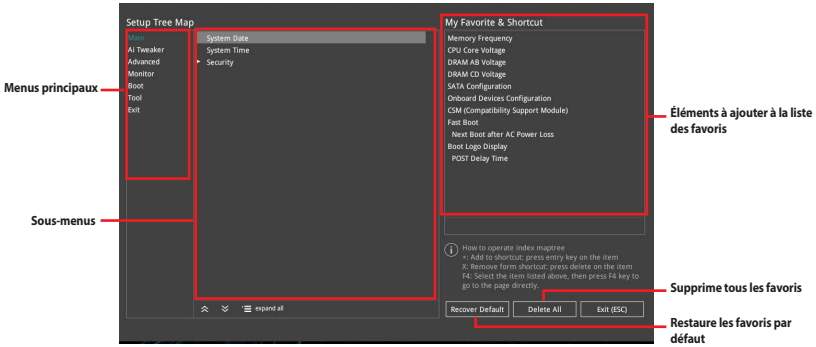 Setup Tree Map
Main
Ai Tweaker
Advanced
Monitor
Boot
Tool
Exit
System Date
System Time
Security
expand all
My Favorite & Shortcut
Memory Frequency
CPU Core Voltage
DRAM AB Voltage
DRAM CD Voltage
SATA Configuration
Onboard Devices Configuration
CSM (Compatibility Support Module)
Fast Boot
Next Boot after AC Power Loss
Boot Logo Display
POST Delay Time
How to operate index maptree
+: Add to shortcut: press entry key on the item
X: Remove form shortcut: press delete on the item
F4: Select the item listed above, then press F4 key to
go to the page directly.
Recover Default
Delete All
Exit (ESC)
Menus principaux
Sous-menus
Éléments à ajouter à la liste
des favoris
Supprime tous les favoris
Restaure les favoris par
défaut